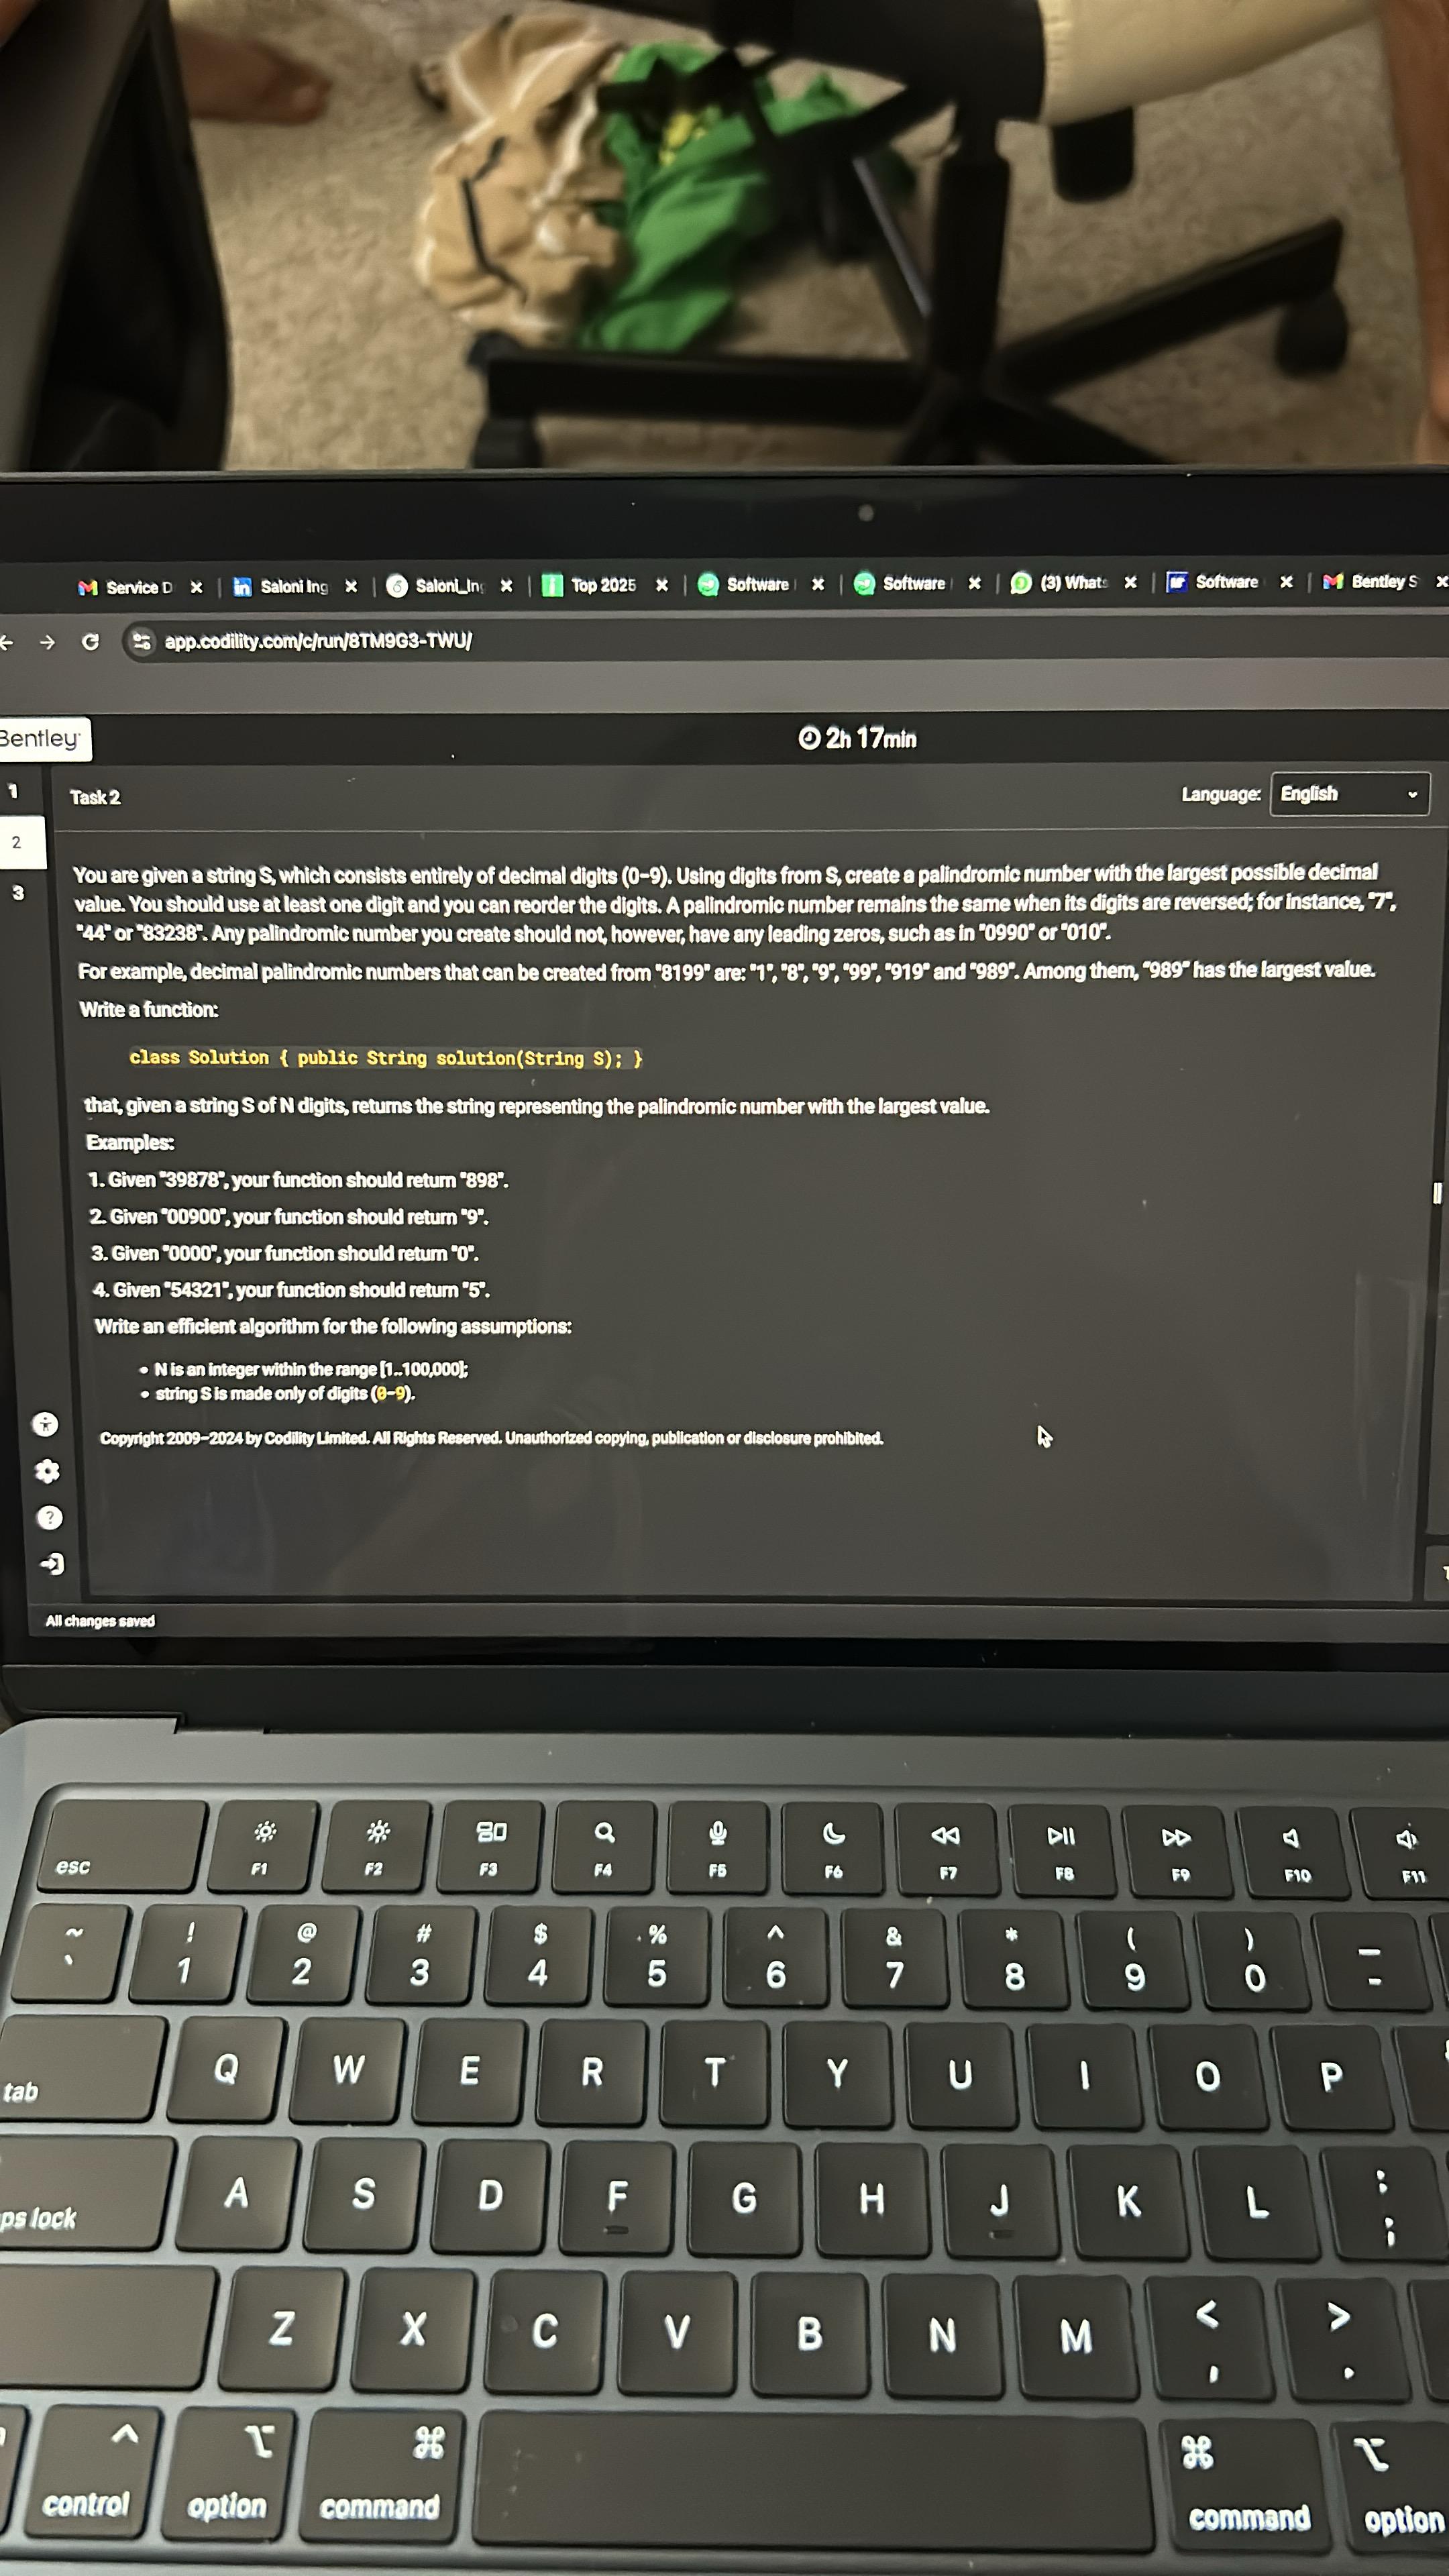 Service D
Saloni Ing
Saloni_In
Top 2025
Software
Software
(3) Whats
Software
Bentley S
app.codility.com/c/run/8TM9G3-TWU/
Bentley
2h 17min
1
2
3
Task 2
Language:
English
You are given a string S, which consists entirely of decimal digits (0–9). Using digits from S, create a palindromic number with the largest possible decimal
value. You should use at least one digit and you can reorder the digits. A palindromic number remains the same when its digits are reversed; for instance, "7",
"44" or "83238". Any palindromic number you create should not, however, have any leading zeros, such as in "0990" or "010".
For example, decimal palindromic numbers that can be created from "8199" are: "1", "8", "9", "99", "919" and "989". Among them, "989" has the largest value.
Write a function:
class Solution { public String solution(String S); }
that, given a string S of N digits, returns the string representing the palindromic number with the largest value.
Examples:
1. Given "39878", your function should return "898".
2. Given "00900", your function should return "9".
3. Given "0000", your function should return "0".
4. Given "54321", your function should return "5".
Write an efficient algorithm for the following assumptions:
• N is an integer within the range [1..100,000];
• string S is made only of digits (0–9).
Copyright 2009–2024 by Codility Limited. All Rights Reserved. Unauthorized copying, publication or disclosure prohibited.
All changes saved
esc F1 F2 F3 F4 F5 F6 F7 F8 F9 F10 F11
~ ! @ # $ % ^ & * ( ) _
` 1 2 3 4 5 6 7 8 9 0 -
tab Q W E R T Y U I O P
ps lock A S D F G H J K L : ;
Z X C V B N M < , > .
control option command command option